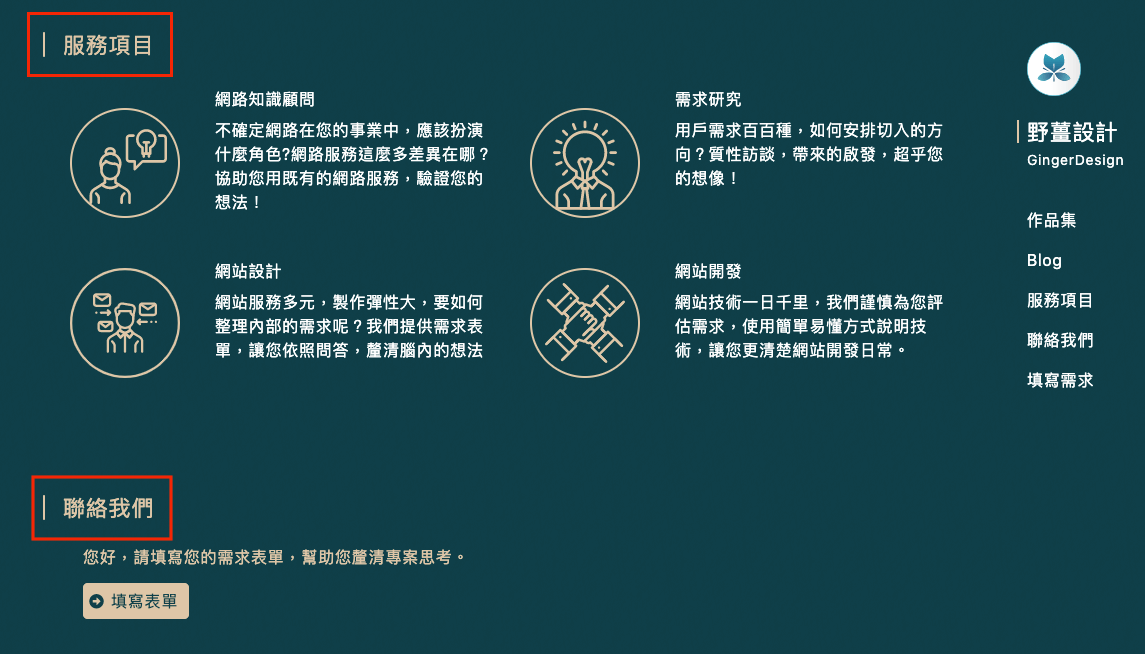 服務項目
網路知識顧問
不確定網路在您的事業中，應該扮演
什麼角色?網路服務這麼多差異在哪？
協助您用既有的網路服務，驗證您的
想法！
需求研究
用戶需求百百種，如何安排切入的方
向？質性訪談，帶來的啟發，超乎您
的想像！
網站設計
網站服務多元，製作彈性大，要如何
整理內部的需求呢？我們提供需求表
單，讓您依照問答，釐清腦內的想法
網站開發
網站技術一日千里，我們謹慎為您評
估需求，使用簡單易懂方式說明技
術，讓您更清楚網站開發日常。
聯絡我們
您好，請填寫您的需求表單，幫助您釐清專案思考。
填寫表單
野薑設計
GingerDesign
作品集
Blog
服務項目
聯絡我們
填寫需求